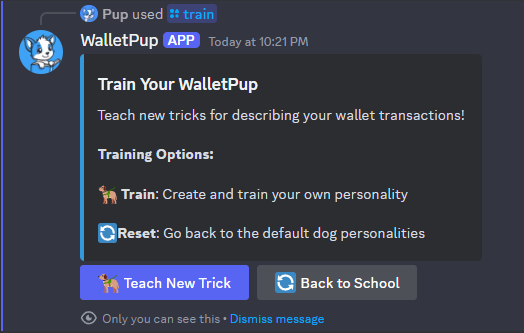 Pup used train
WalletPup APP Today at 10:21 PM
Train Your WalletPup
Teach new tricks for describing your wallet transactions!
Training Options:
Train: Create and train your own personality
Reset: Go back to the default dog personalities
Teach New Trick
Back to School
Only you can see this • Dismiss message